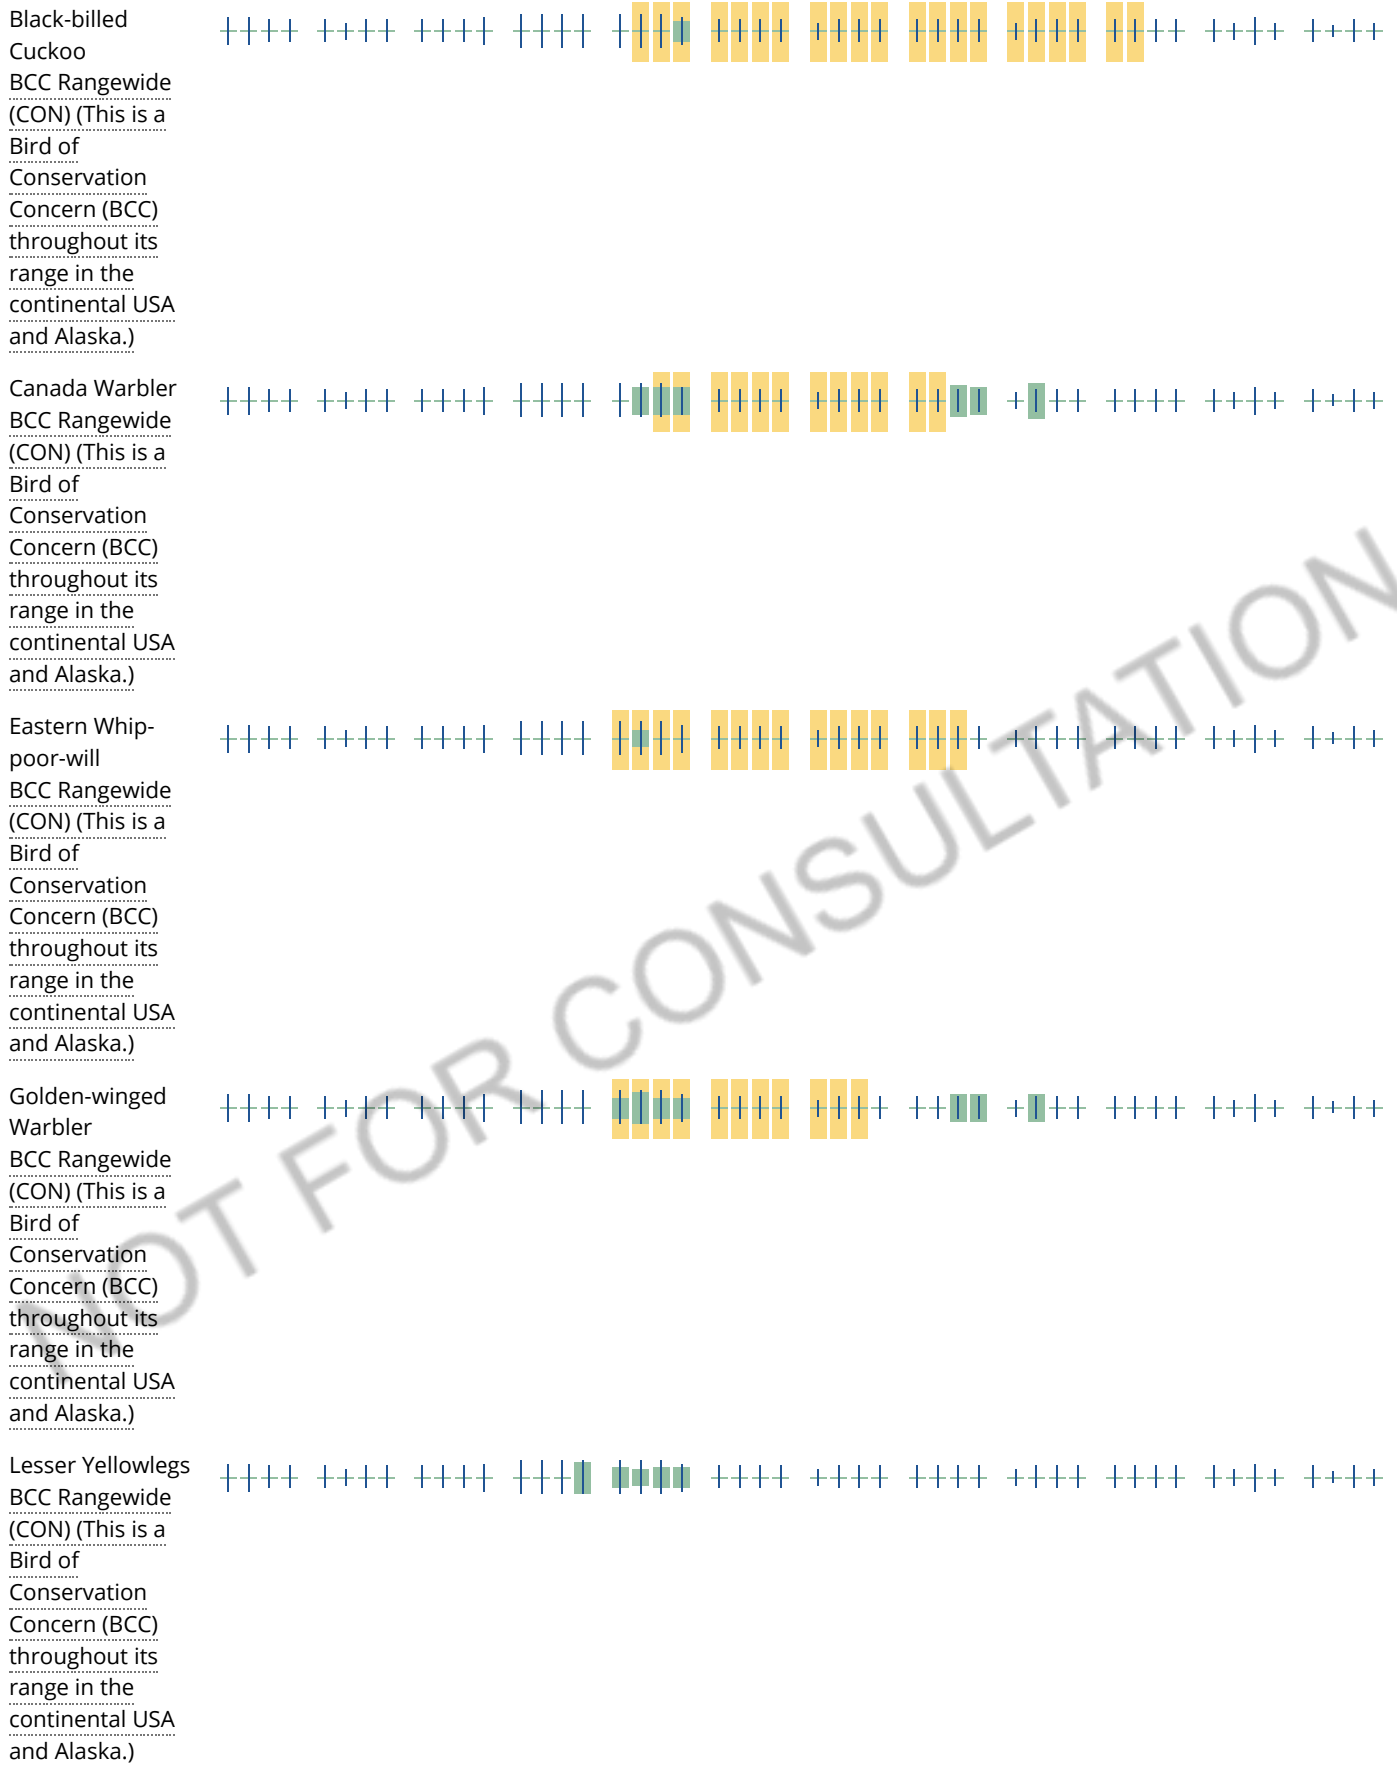 Black-billed
Cuckoo
BCC Rangewide
(CON) (This is a
Bird of
Conservation
Concern (BCC)
throughout its
range in the
continental USA
and Alaska.)
Canada Warbler
BCC Rangewide
(CON) (This is a
Bird of
Conservation
Concern (BCC)
throughout its
range in the
continental USA
and Alaska.)
Eastern Whip-
poor-will
BCC Rangewide
(CON) (This is a
Bird of
Conservation
Concern (BCC)
throughout its
range in the
continental USA
and Alaska.)
Golden-winged
Warbler
BCC Rangewide
(CON) (This is a
Bird of
Conservation
Concern (BCC)
throughout its
range in the
continental USA
and Alaska.)
Lesser Yellowlegs
BCC Rangewide
(CON) (This is a
Bird of
Conservation
Concern (BCC)
throughout its
range in the
continental USA
and Alaska.)
NOT FOR CONSULTATION